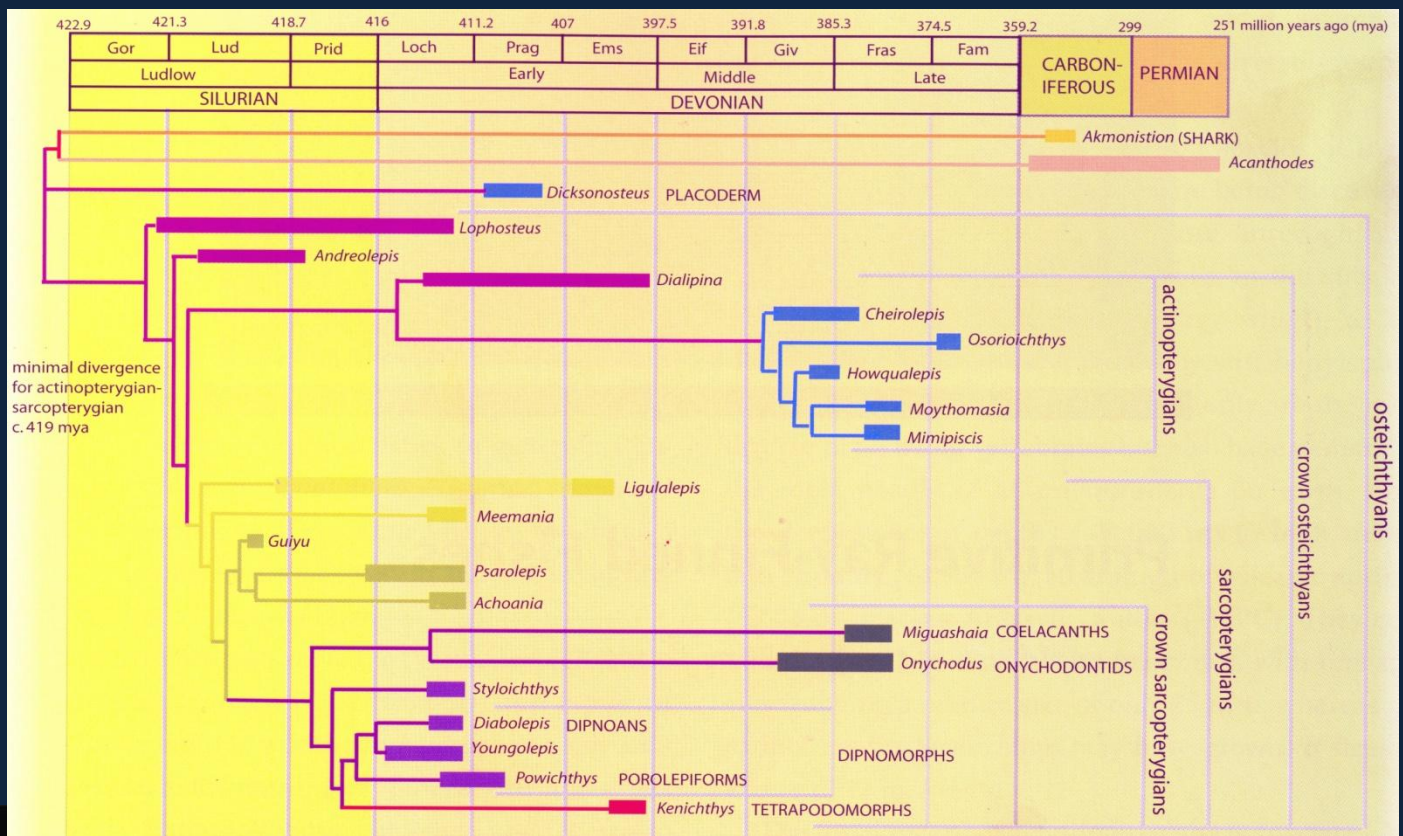 422.9 421.3 418.7 416 411.2 407 397.5 391.8 385.3 374.5 359.2 299 251 million years ago (mya)
Gor Lud Prid Loch Prag Ems Eif Giv Fras Fam
Ludlow Early Middle Late
SILURIAN DEVONIAN
CARBON-
IFEROUS
PERMIAN
Akmonistion (SHARK)
Acanthodes
Dicksonosteus PLACODERM
Lophosteus
Andreolepis
Dialipina
Cheirolepis
Osorioichthys
Howqualepis
Moythomasia
Mimipiscis
minimal divergence
for actinopterygian-
sarcopterygian
c. 419 mya
Ligulalepis
Meemania
Guiyu
Psarolepis
Achoania
Miguashaia COELACANTHS
Onychodus ONYCHODONTIDS
Styloichthys
Diabolepis DIPNOANS
Youngolepis
DIPNOMORPHS
Powichthys POROLEPIFORMS
Kenichthys TETRAPODOMORPHS
actinopterygians
crown sarcopterygians
sarcopterygians
crown osteichthyans
osteichthyans